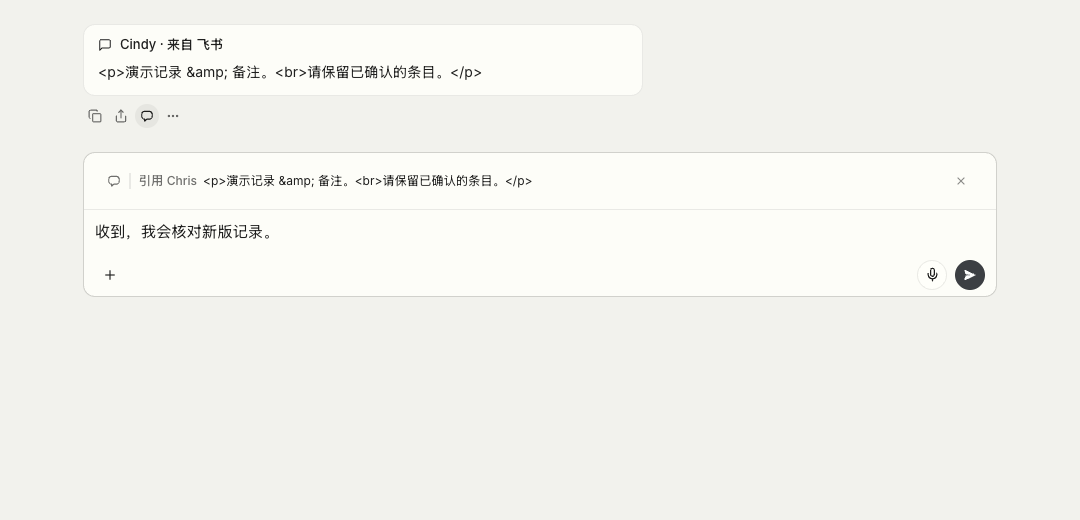 Cindy · 来自 飞书
<p>演示记录 &amp; 备注。<br>请保留已确认的条目。</p>
引用 Chris <p>演示记录 &amp; 备注。<br>请保留已确认的条目。</p>
收到，我会核对新版记录。